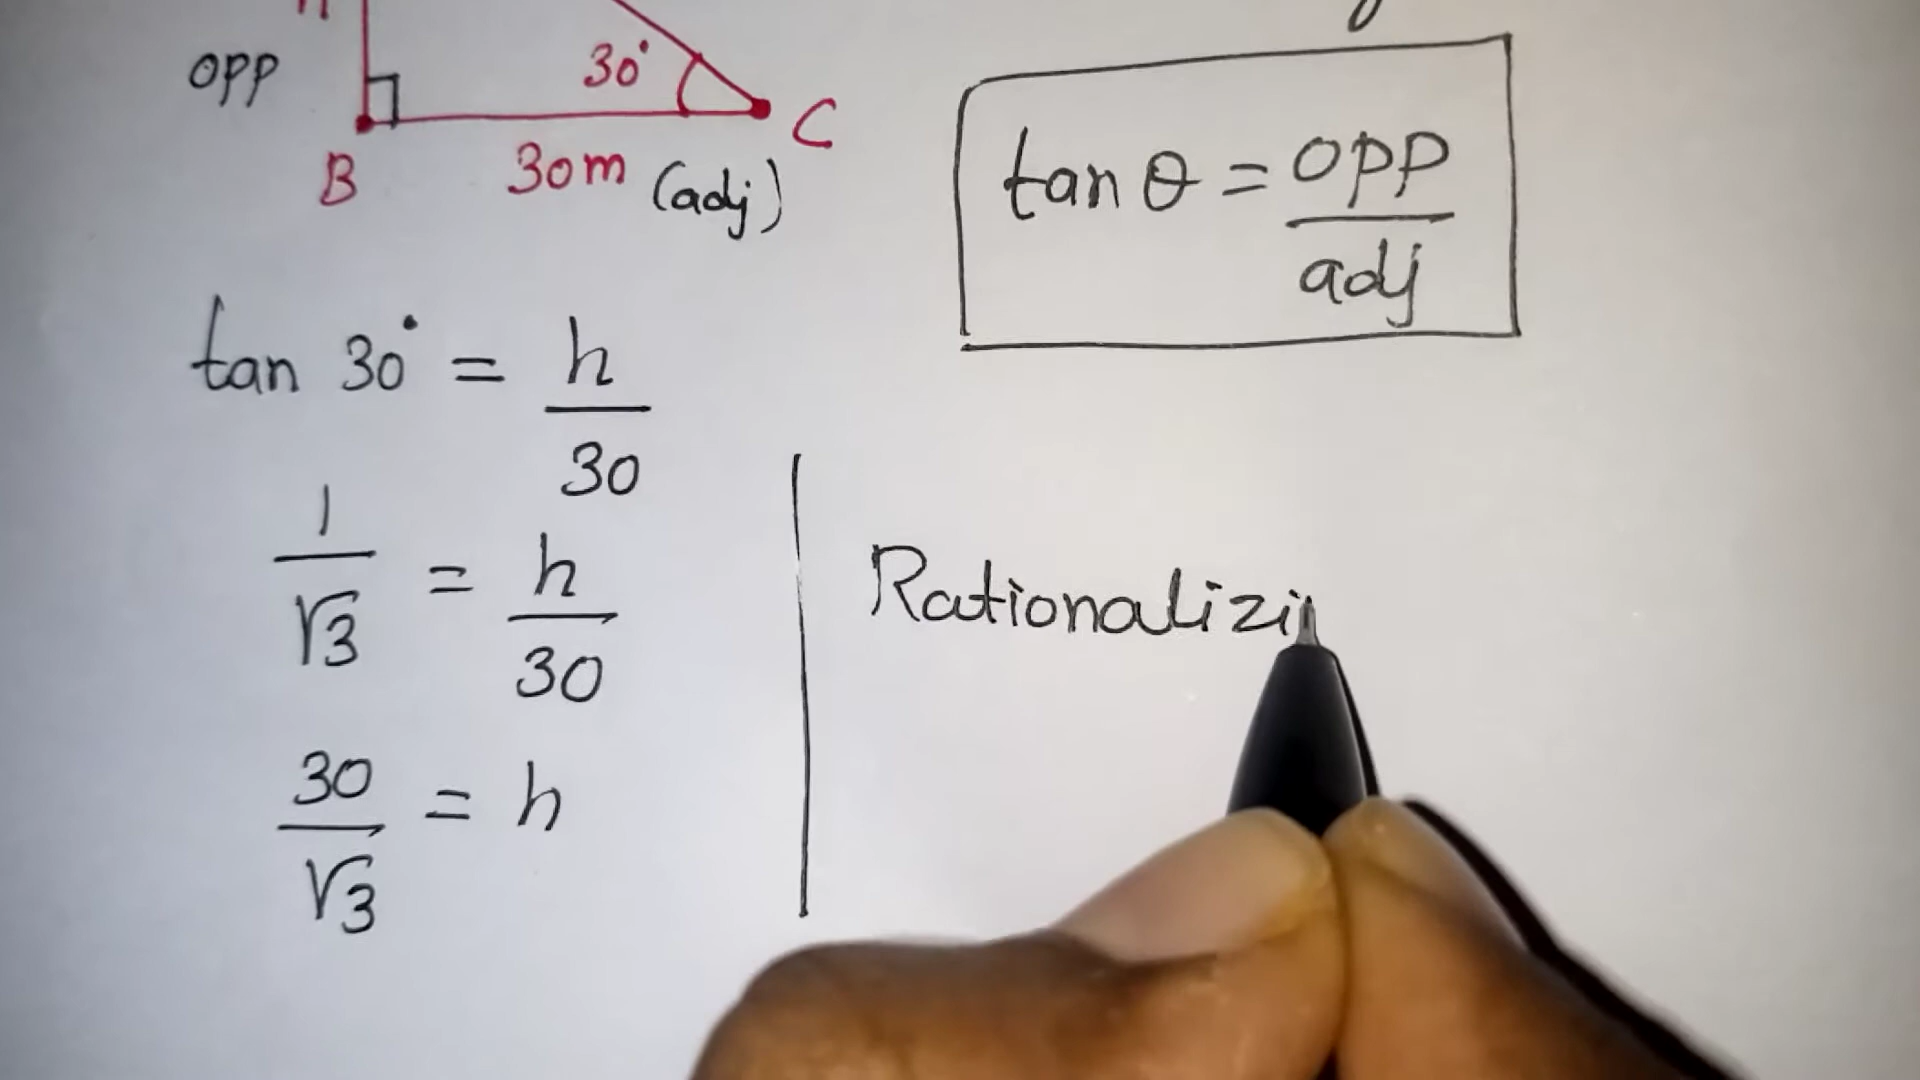 opp
30°
B
30m (adj)
C
tan θ = opp
adj
tan 30° = h
30
1
√3
= h
30
30
√3
= h
Rationalizi